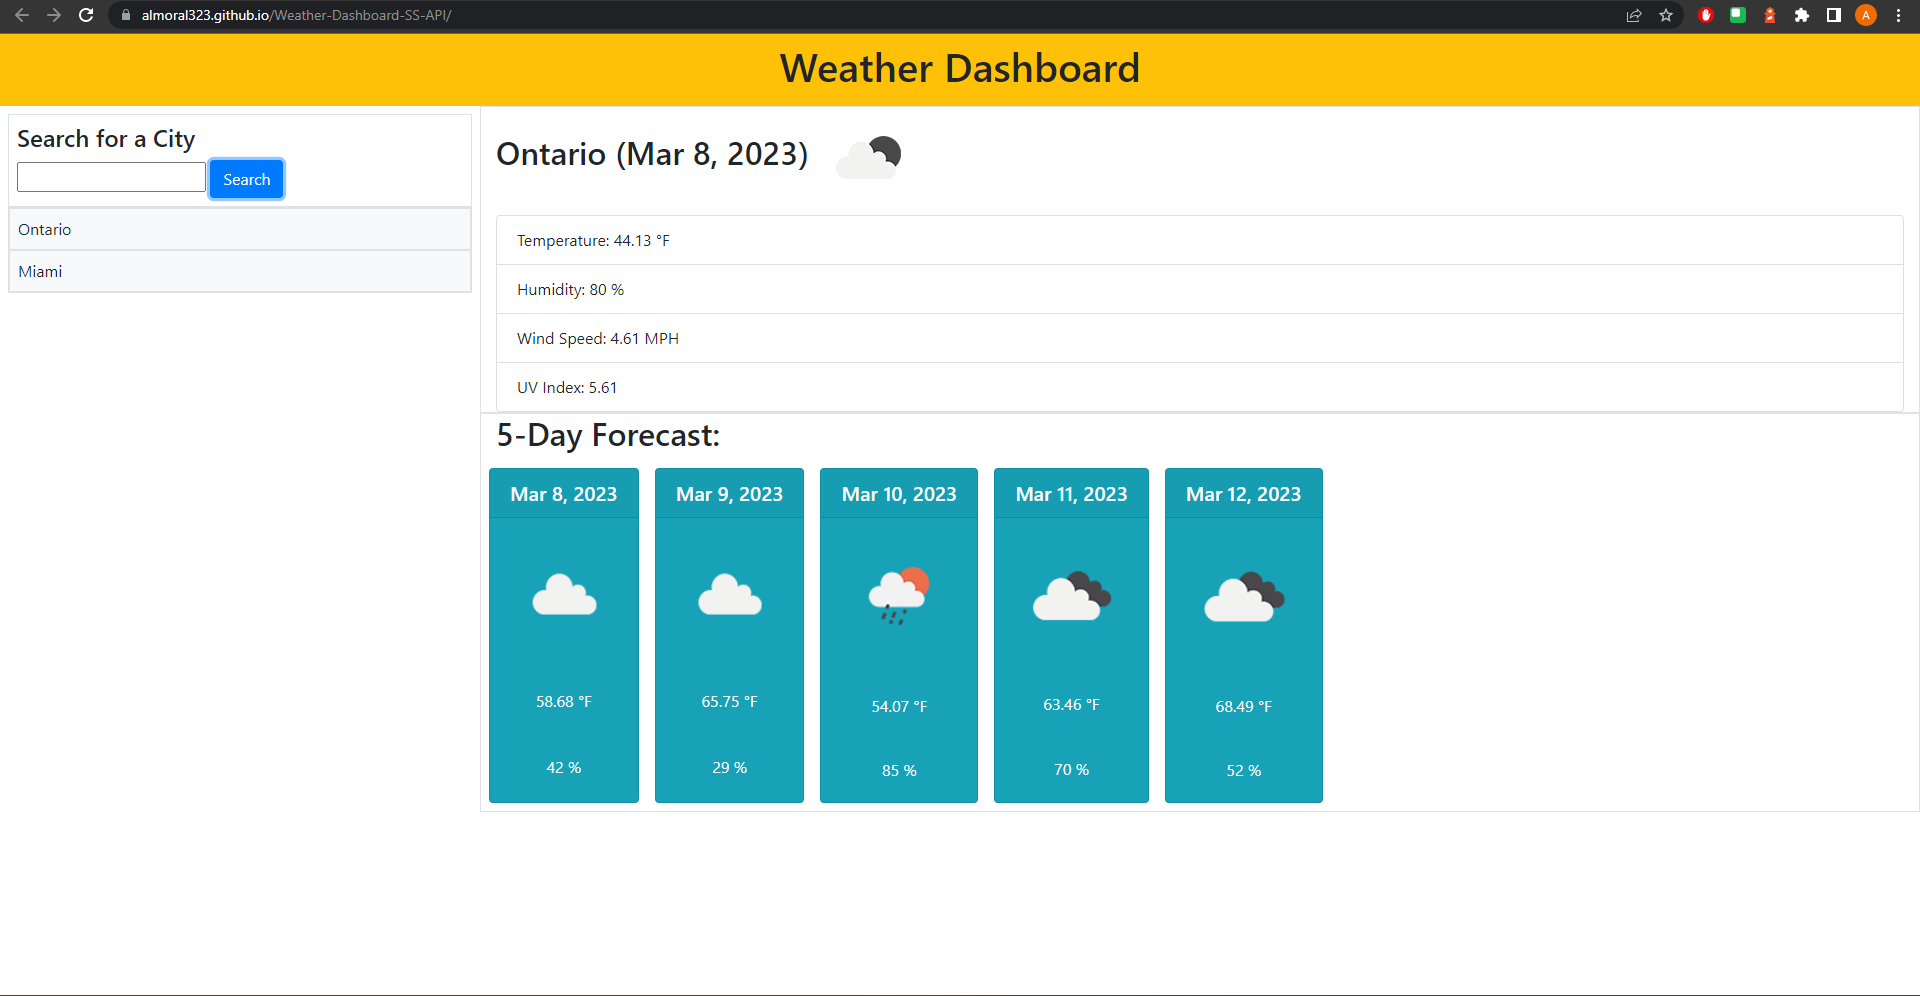 almoral323.github.io/Weather-Dashboard-SS-API/
A
Weather Dashboard
Search for a City
Search
Ontario
Miami
Ontario (Mar 8, 2023)
Temperature: 44.13 °F
Humidity: 80 %
Wind Speed: 4.61 MPH
UV Index: 5.61
5-Day Forecast:
Mar 8, 2023
58.68 °F
42 %
Mar 9, 2023
65.75 °F
29 %
Mar 10, 2023
54.07 °F
85 %
Mar 11, 2023
63.46 °F
70 %
Mar 12, 2023
68.49 °F
52 %